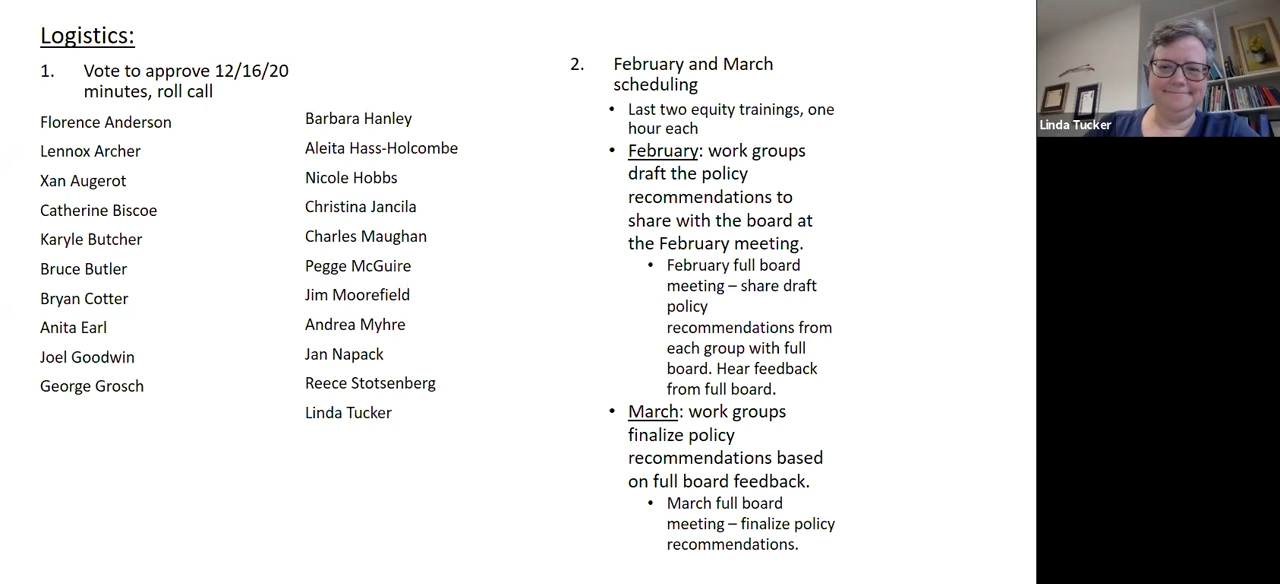 Logistics:
1. Vote to approve 12/16/20
minutes, roll call
Florence Anderson
Lennox Archer
Xan Augerot
Catherine Biscoe
Karyle Butcher
Bruce Butler
Bryan Cotter
Anita Earl
Joel Goodwin
George Grosch
Barbara Hanley
Aleita Hass-Holcombe
Nicole Hobbs
Christina Jancila
Charles Maughan
Pegge McGuire
Jim Moorefield
Andrea Myhre
Jan Napack
Reece Stotsenberg
Linda Tucker
2. February and March
scheduling
• Last two equity trainings, one
hour each
• February: work groups
draft the policy
recommendations to
share with the board at
the February meeting.
• February full board
meeting – share draft
policy
recommendations from
each group with full
board. Hear feedback
from full board.
• March: work groups
finalize policy
recommendations based
on full board feedback.
• March full board
meeting – finalize policy
recommendations.
Linda Tucker